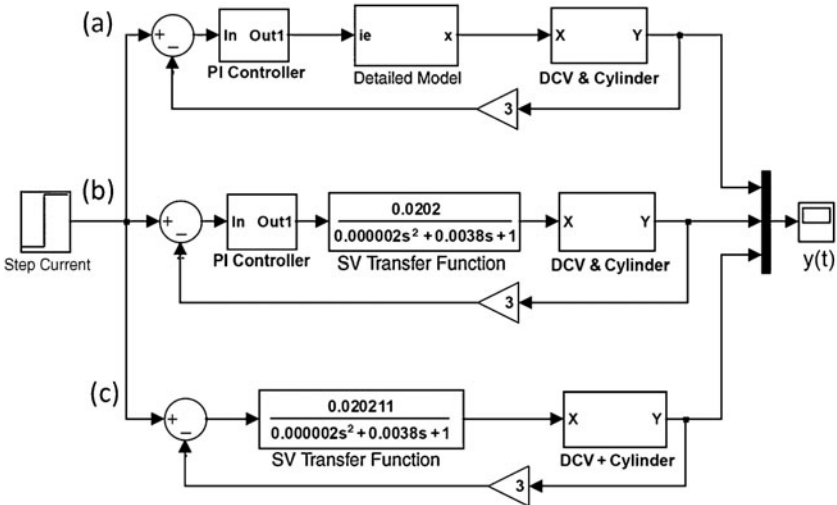 (a)
+
−
In Out1
PI Controller
ie x
Detailed Model
X Y
DCV & Cylinder
3
(b)
Step Current
+
−
In Out1
PI Controller
0.0202
0.000002s² + 0.0038s + 1
SV Transfer Function
X Y
DCV & Cylinder
3
y(t)
(c)
+
−
0.020211
0.000002s² + 0.0038s + 1
SV Transfer Function
X Y
DCV + Cylinder
3